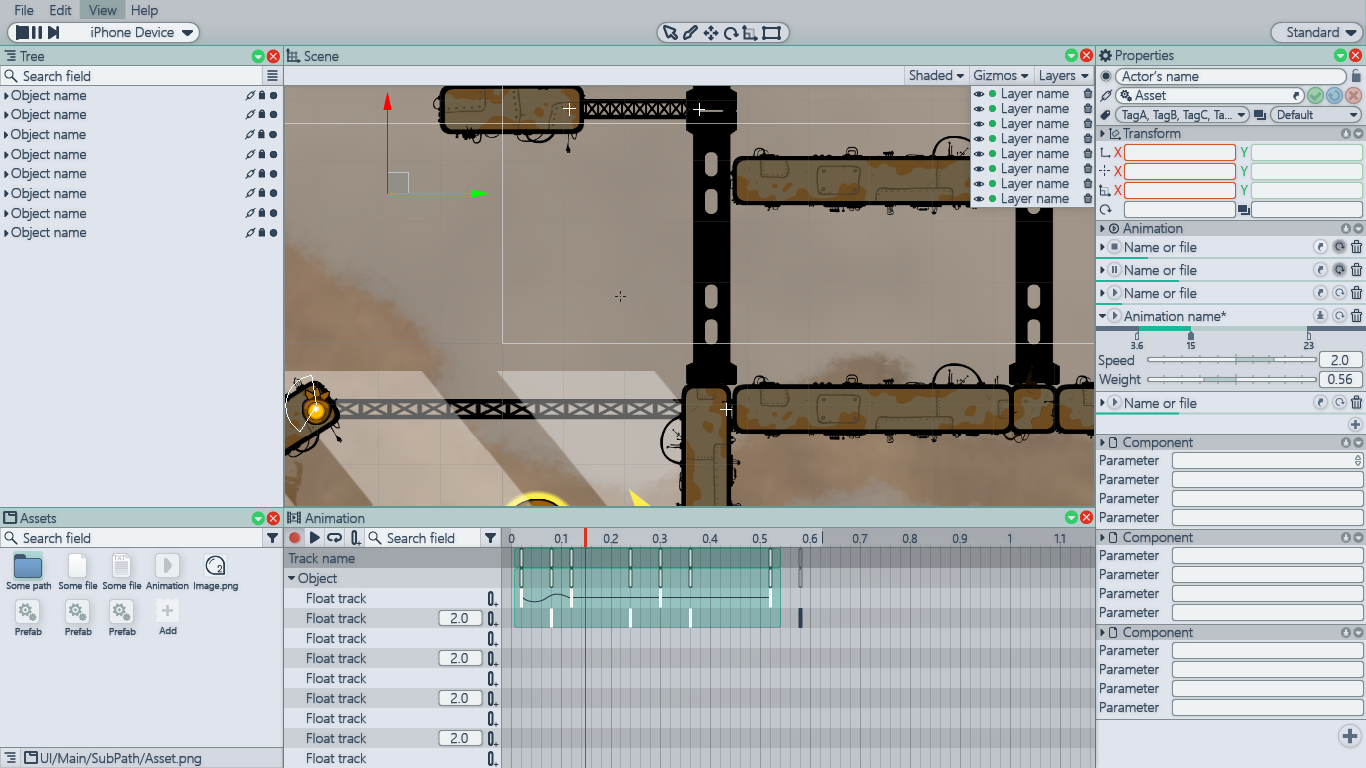 File Edit View Help
iPhone Device
Standard
Tree
Search field
Object name
Object name
Object name
Object name
Object name
Object name
Object name
Object name
Scene
Shaded Gizmos Layers
Layer name
Layer name
Layer name
Layer name
Layer name
Layer name
Layer name
Layer name
Properties
Actor's name
Asset
TagA, TagB, TagC, Ta...
Default
Transform
X Y
X Y
X Y
Animation
Name or file
Name or file
Name or file
Animation name*
3.6 15 23
Speed 2.0
Weight 0.56
Name or file
Component
Parameter
Parameter
Parameter
Parameter
Component
Parameter
Parameter
Parameter
Parameter
Component
Parameter
Parameter
Parameter
Parameter
Assets
Search field
Some path Some file Some file Animation Image.png
Prefab Prefab Prefab Add
UI/Main/SubPath/Asset.png
Animation
Search field
0 0.1 0.2 0.3 0.4 0.5 0.6 0.7 0.8 0.9 1 1.1
Track name
Object
Float track
Float track 2.0
Float track
Float track 2.0
Float track
Float track 2.0
Float track
Float track 2.0
Float track